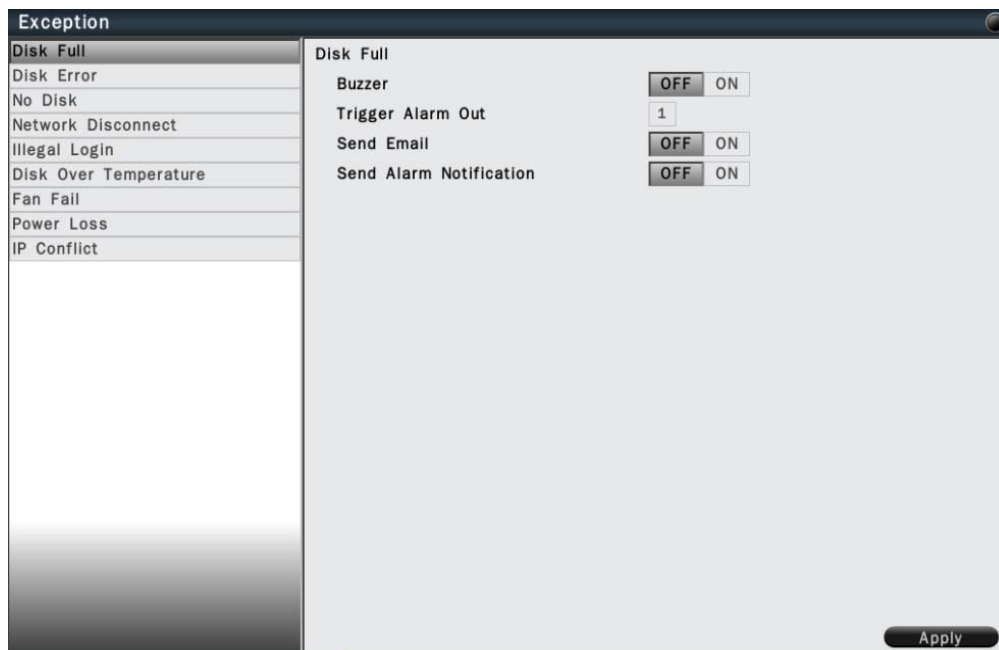 Exception
Disk Full
Disk Error
No Disk
Network Disconnect
Illegal Login
Disk Over Temperature
Fan Fail
Power Loss
IP Conflict
Disk Full
Buzzer OFF ON
Trigger Alarm Out 1
Send Email OFF ON
Send Alarm Notification OFF ON
Apply